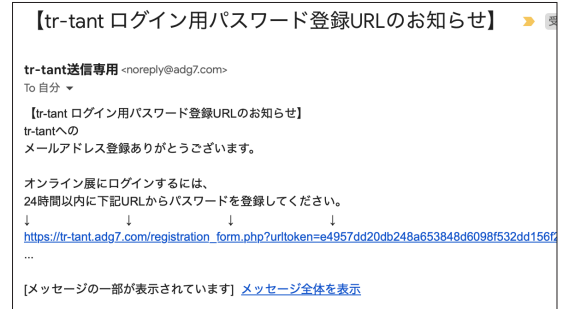 【tr-tant ログイン用パスワード登録URLのお知らせ】 受
tr-tant送信専用 <noreply@adg7.com>
To 自分
【tr-tant ログイン用パスワード登録URLのお知らせ】
tr-tantへの
メールアドレス登録ありがとうございます。
オンライン展にログインするには、
24時間以内に下記URLからパスワードを登録してください。
↓ ↓ ↓ ↓
https://tr-tant.adg7.com/registration_form.php?urltoken=e4957dd20db248a653848d6098f532dd156f2
...
[メッセージの一部が表示されています] メッセージ全体を表示